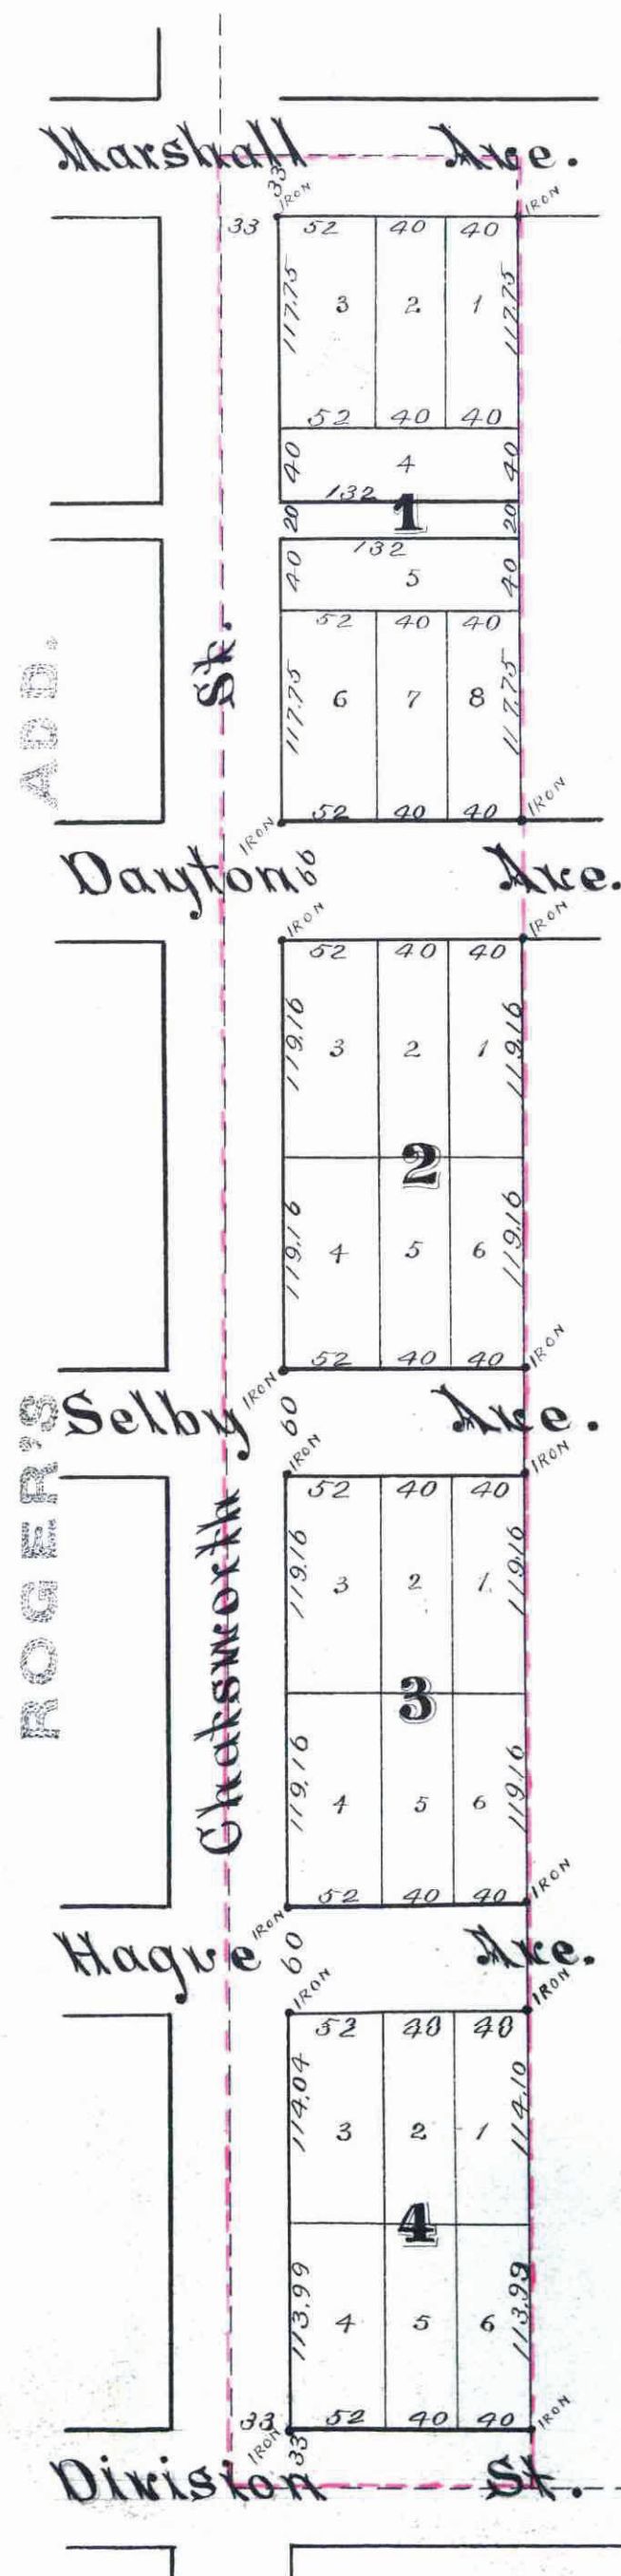 Marshall Ave.
33
IRON IRON
33 52 40 40
117.75 3 2 1 117.75
52 40 40
40 4 40
132
20 1 20
132
40 5 40
52 40 40
117.75 6 7 8 117.75
52 40 40
IRON IRON
Dayton Ave.
66
IRON IRON
52 40 40
119.16 3 2 1 119.16
2
119.16 4 5 6 119.16
52 40 40
IRON IRON
Selby Ave.
60
IRON IRON
52 40 40
119.16 3 2 1 119.16
3
119.16 4 5 6 119.16
52 40 40
IRON IRON
Hague Ave.
60
IRON IRON
52 40 40
114.04 3 2 1 114.10
4
113.99 4 5 6 113.99
33 52 40 40
IRON IRON
33
Division St.
Chatsworth St.
ROGER'S ADD.